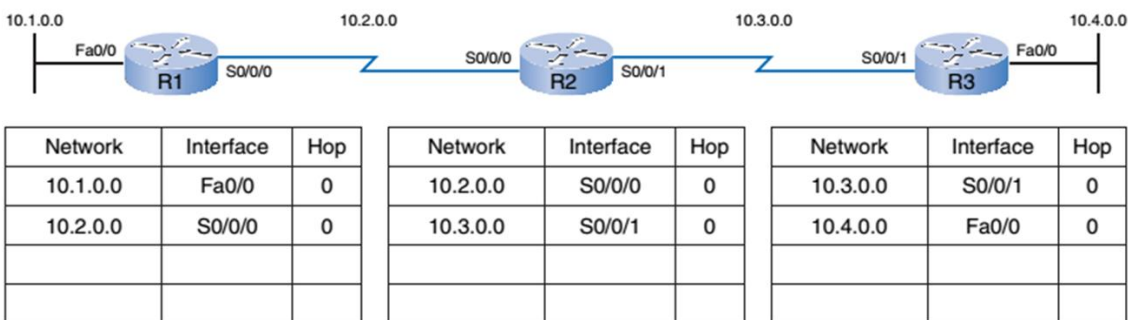 10.1.0.0 10.2.0.0 10.3.0.0 10.4.0.0
Fa0/0 R1 S0/0/0 S0/0/0 R2 S0/0/1 S0/0/1 R3 Fa0/0
Network Interface Hop Network Interface Hop Network Interface Hop
10.1.0.0 Fa0/0 0 10.2.0.0 S0/0/0 0 10.3.0.0 S0/0/1 0
10.2.0.0 S0/0/0 0 10.3.0.0 S0/0/1 0 10.4.0.0 Fa0/0 0